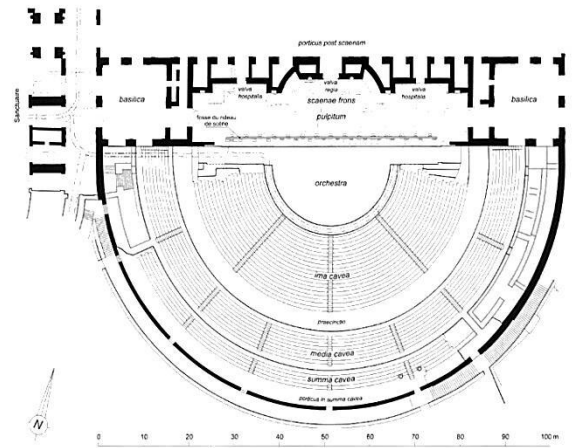 porticus post scaenam
Sanctuaire
basilica
valva
hospitalia
valva
regia
valva
hospitalia
basilica
scaenae frons
pulpitum
fosse du rideau
de scène
orchestra
ima cavea
praecinctio
media cavea
summa cavea
porticus in summa cavea
N
0 10 20 30 40 50 60 70 80 90 100 m